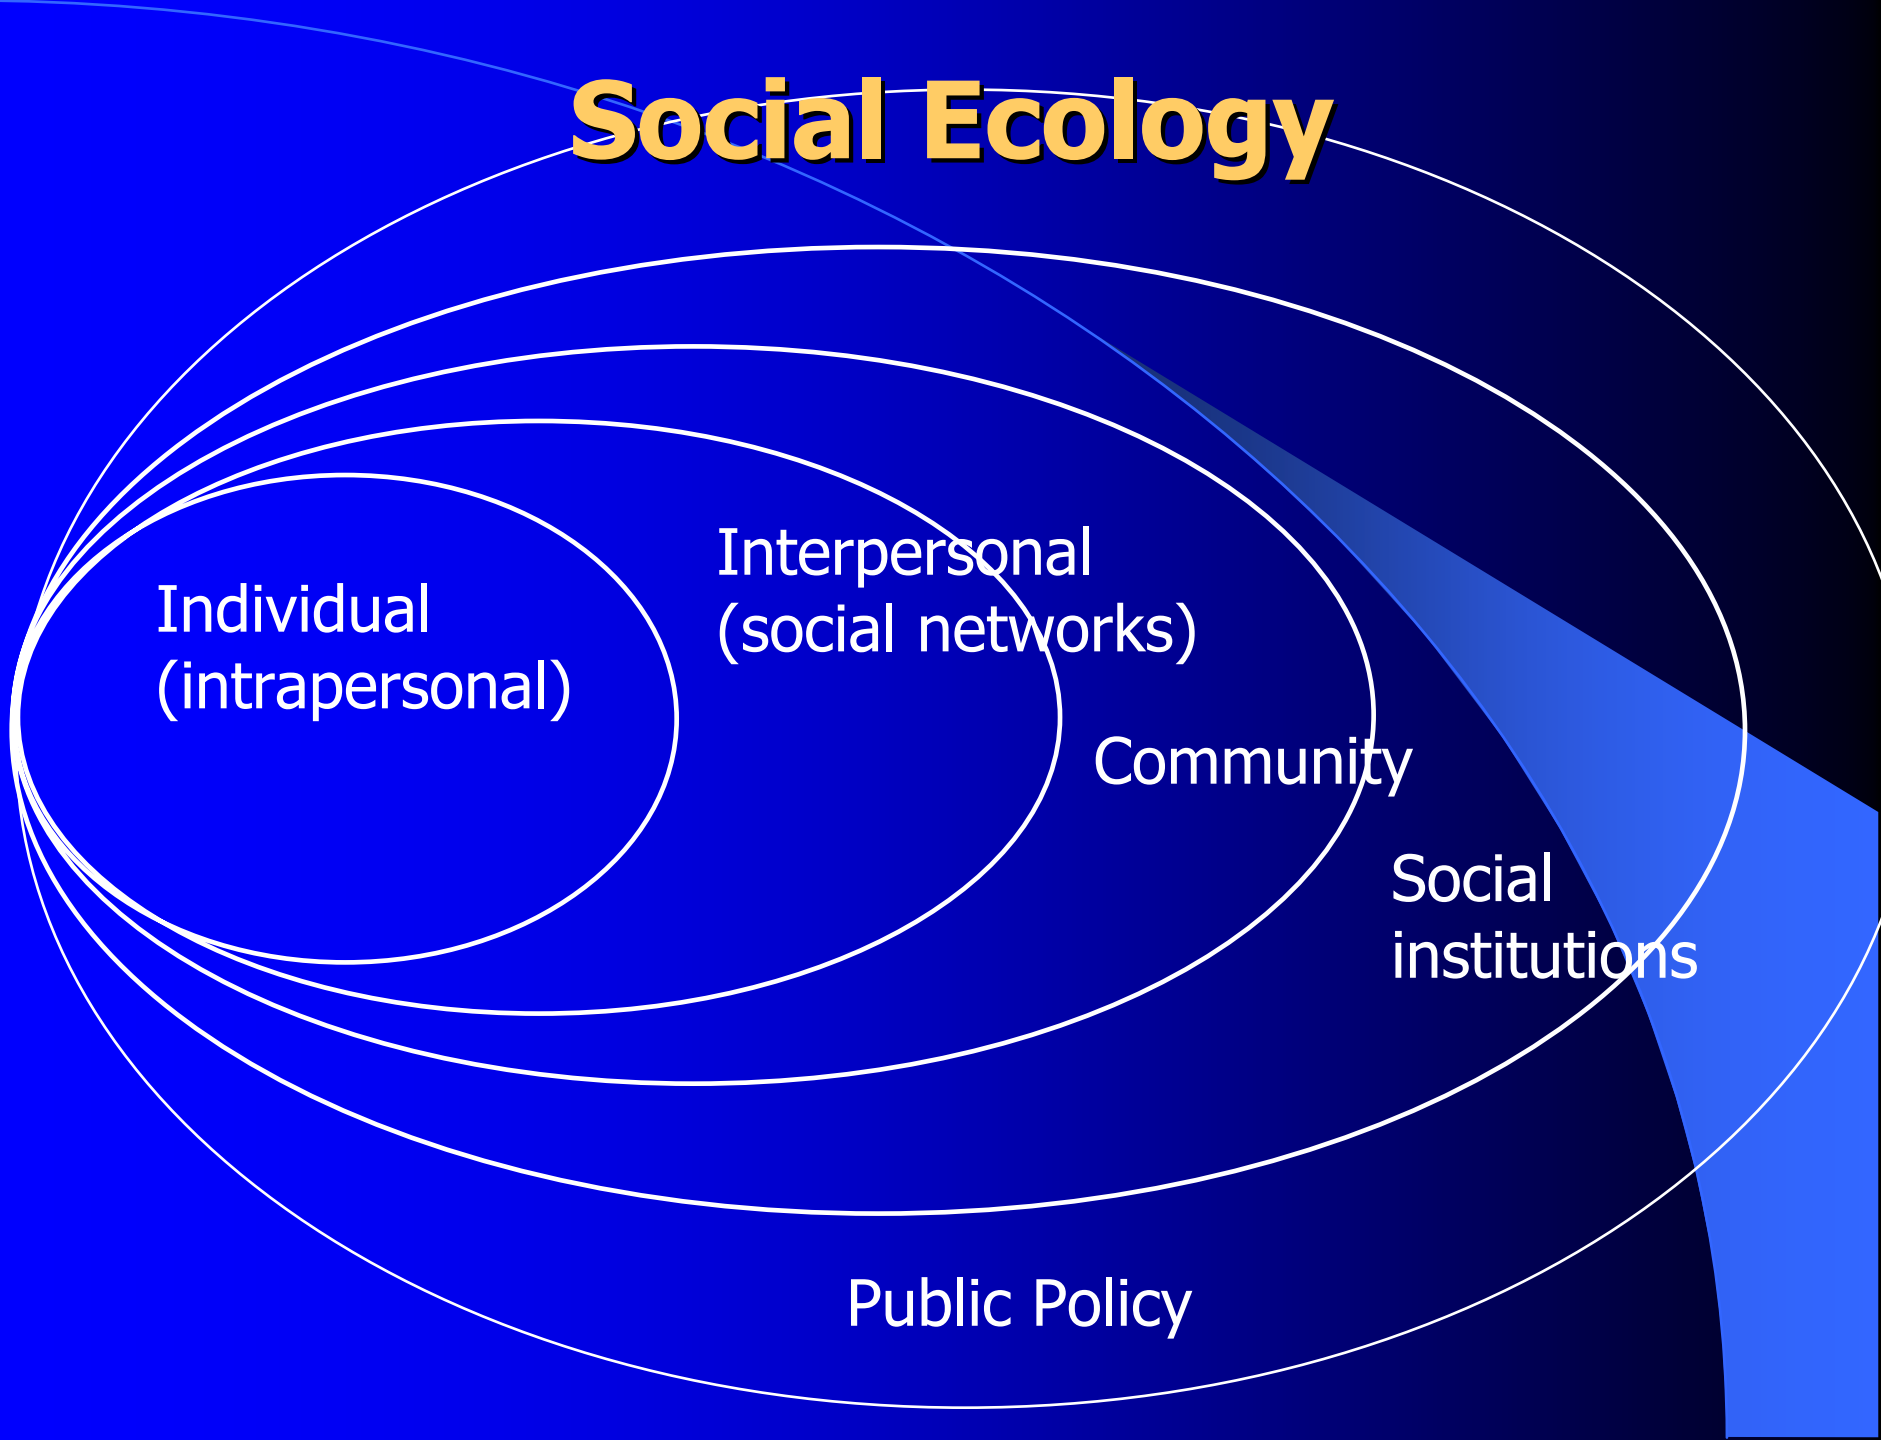 Social Ecology
Individual
(intrapersonal)
Interpersonal
(social networks)
Community
Social
institutions
Public Policy